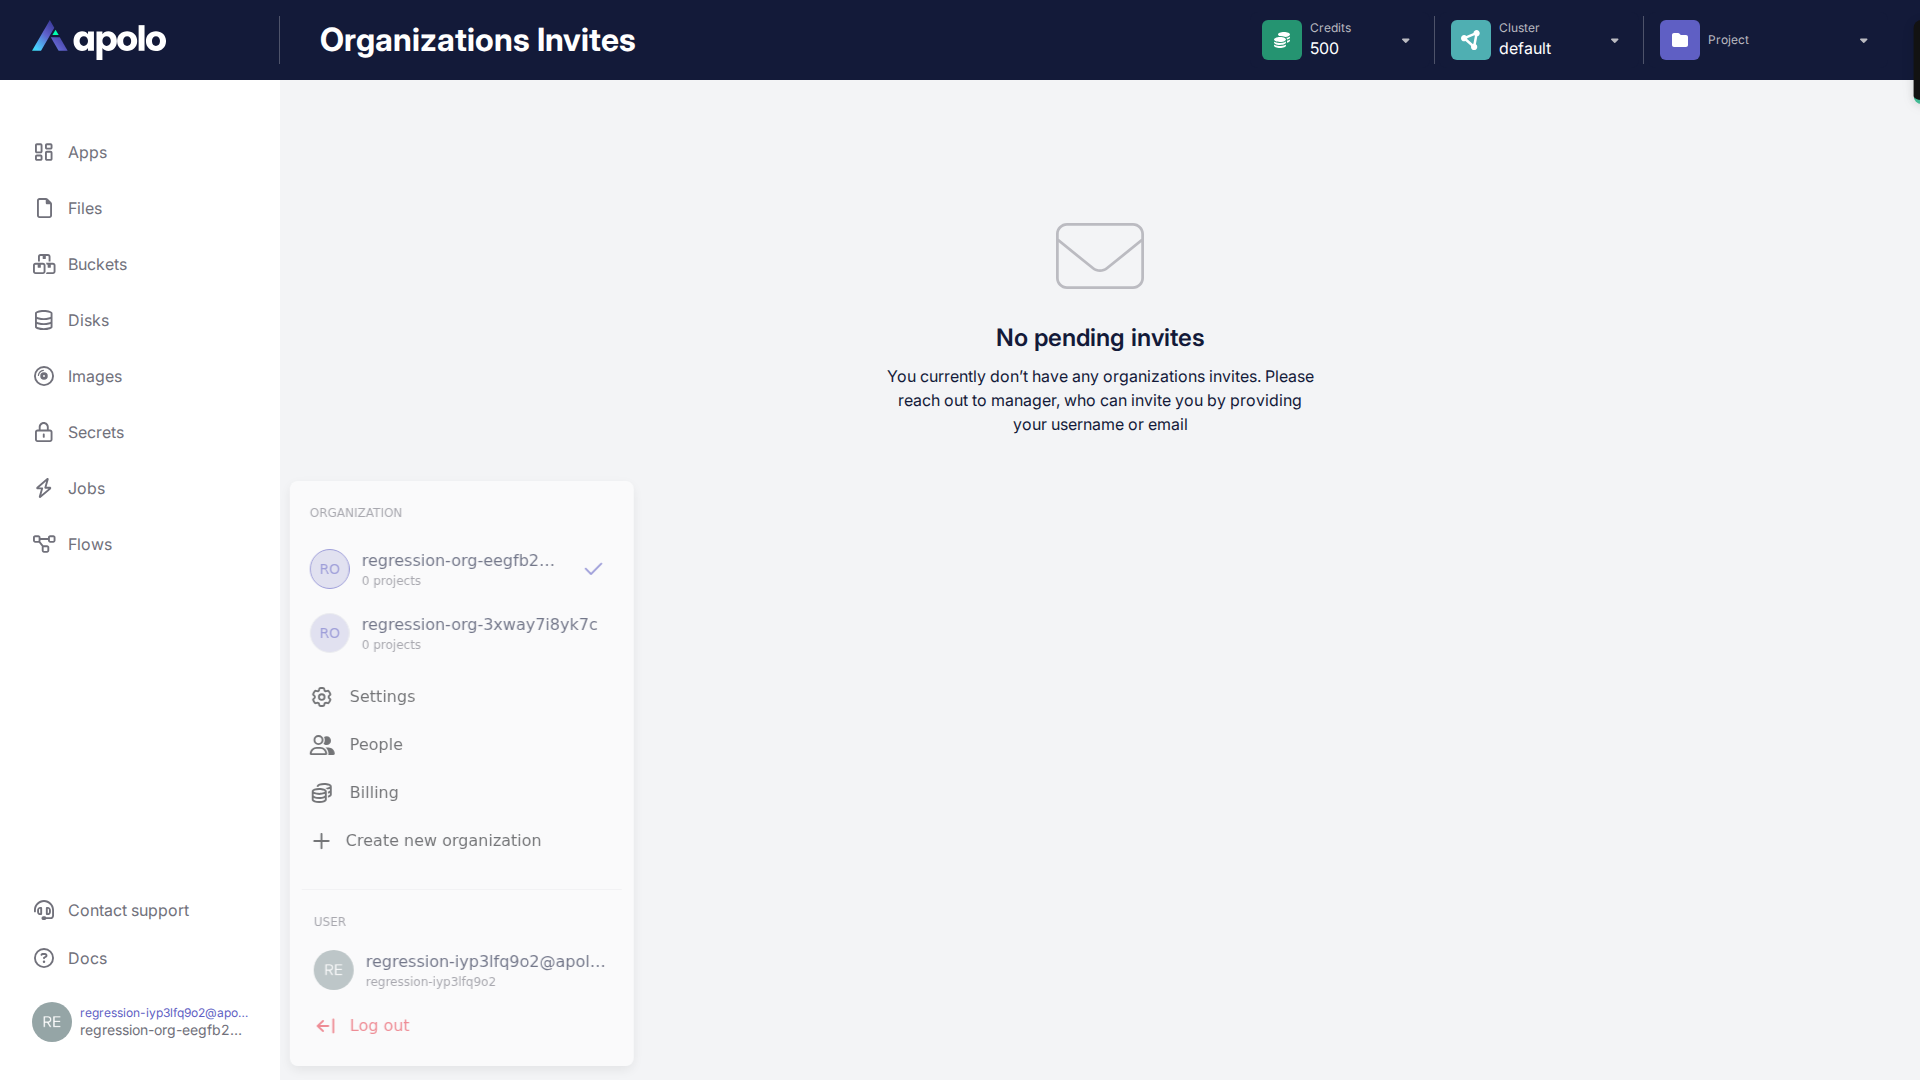 apolo
Organizations Invites
Credits
500
Cluster
default
Project
Apps
Files
Buckets
Disks
Images
Secrets
Jobs
Flows
No pending invites
You currently don’t have any organizations invites. Please
reach out to manager, who can invite you by providing
your username or email
ORGANIZATION
RO
regression-org-eegfb2...
0 projects
RO
regression-org-3xway7i8yk7c
0 projects
Settings
People
Billing
Create new organization
USER
RE
regression-iyp3lfq9o2@apol...
regression-iyp3lfq9o2
Log out
Contact support
Docs
RE
regression-iyp3lfq9o2@apo...
regression-org-eegfb2...